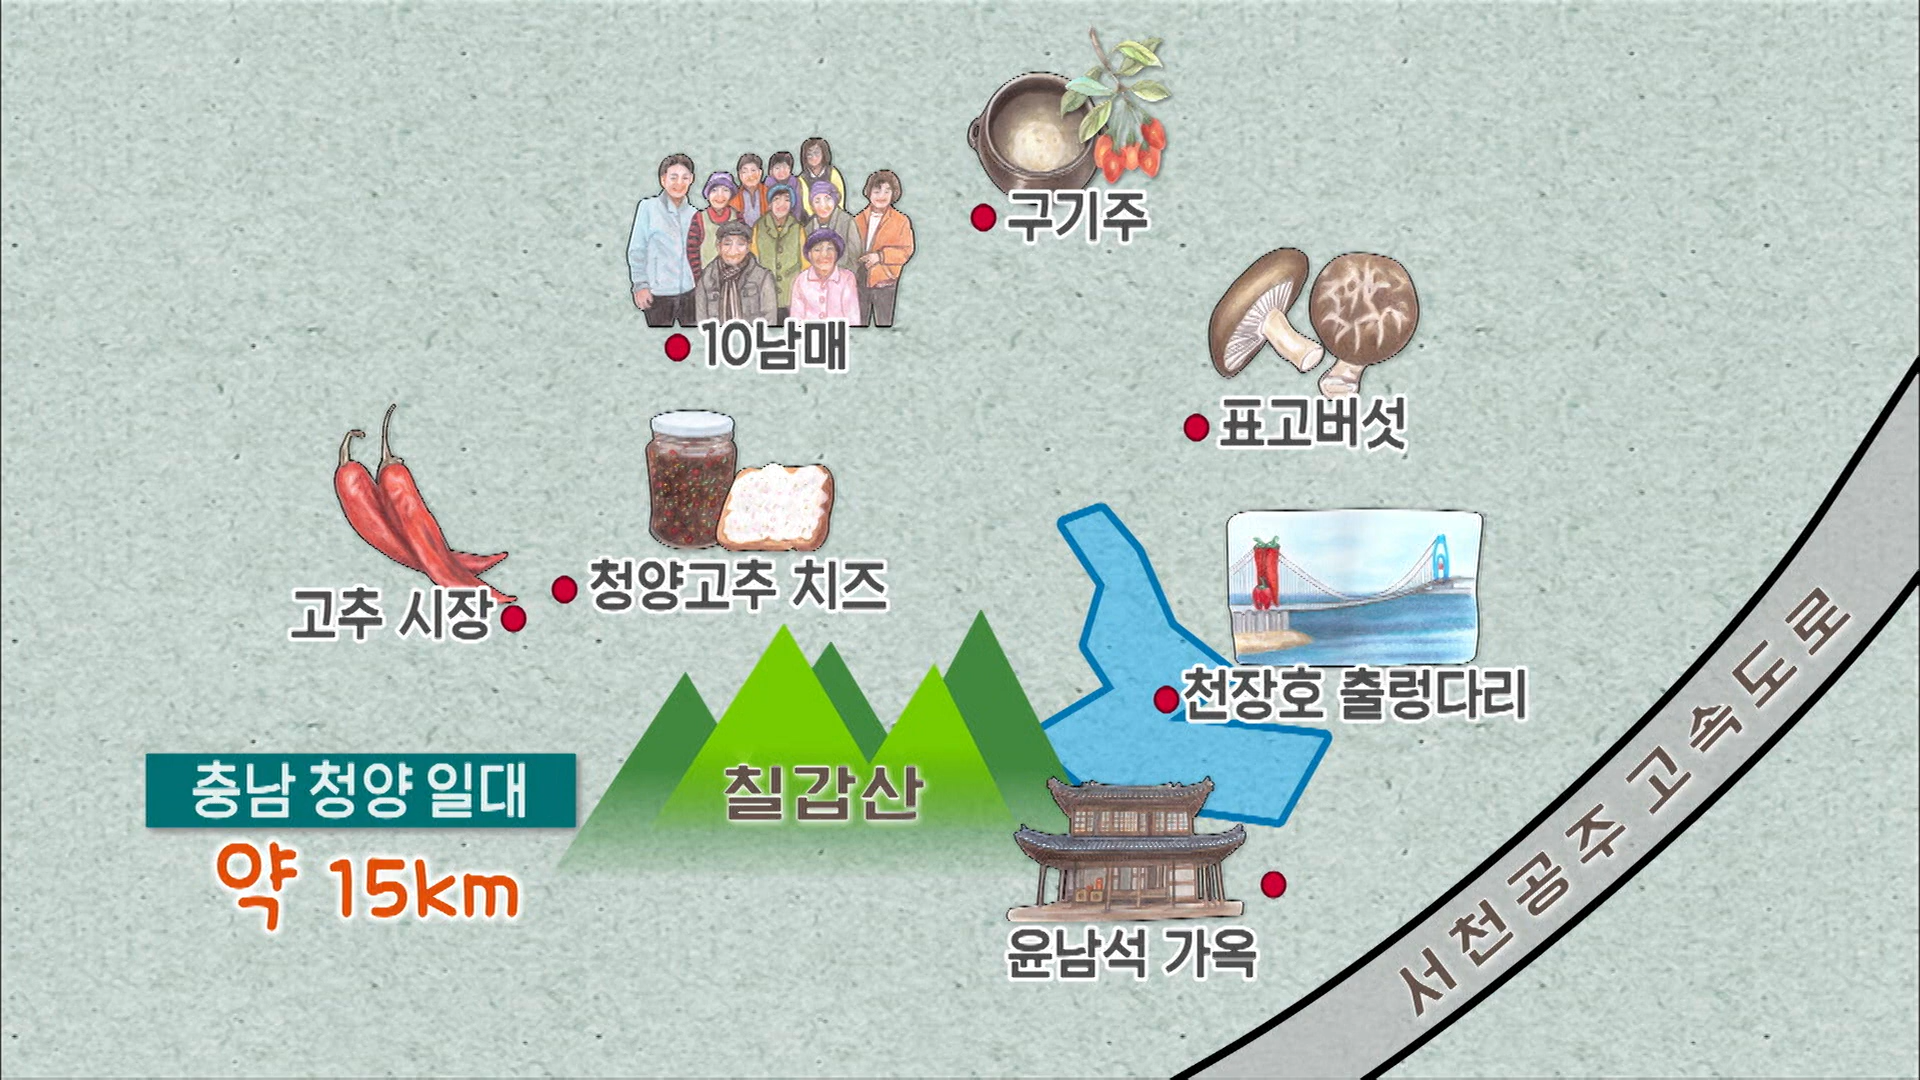 구기주
10남매
표고버섯
청양고추 치즈
고추 시장
천장호 출렁다리
칠갑산
충남 청양 일대
약 15km
윤남석 가옥
서천공주 고속도로